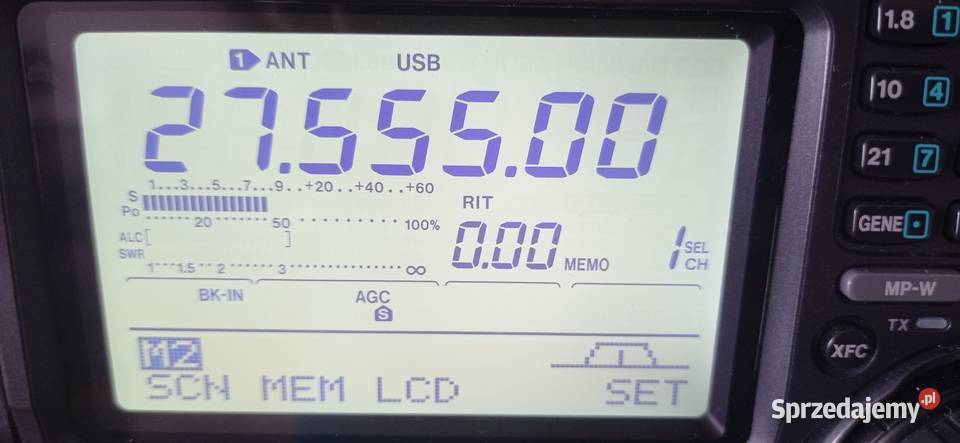 1 ANT USB
27.555.00
1...3...5...7...9..+20..+40..+60
S
Po
20 50 100%
RIT
ALC
SWR
1 1.5 2 3 ∞
0.00 MEMO 1 SEL CH
BK-IN AGC
S
M2
SCN MEM LCD SET
1.8 1
10 4
21 7
GENE •
MP-W
TX
XFC
Sprzedajemy.pl